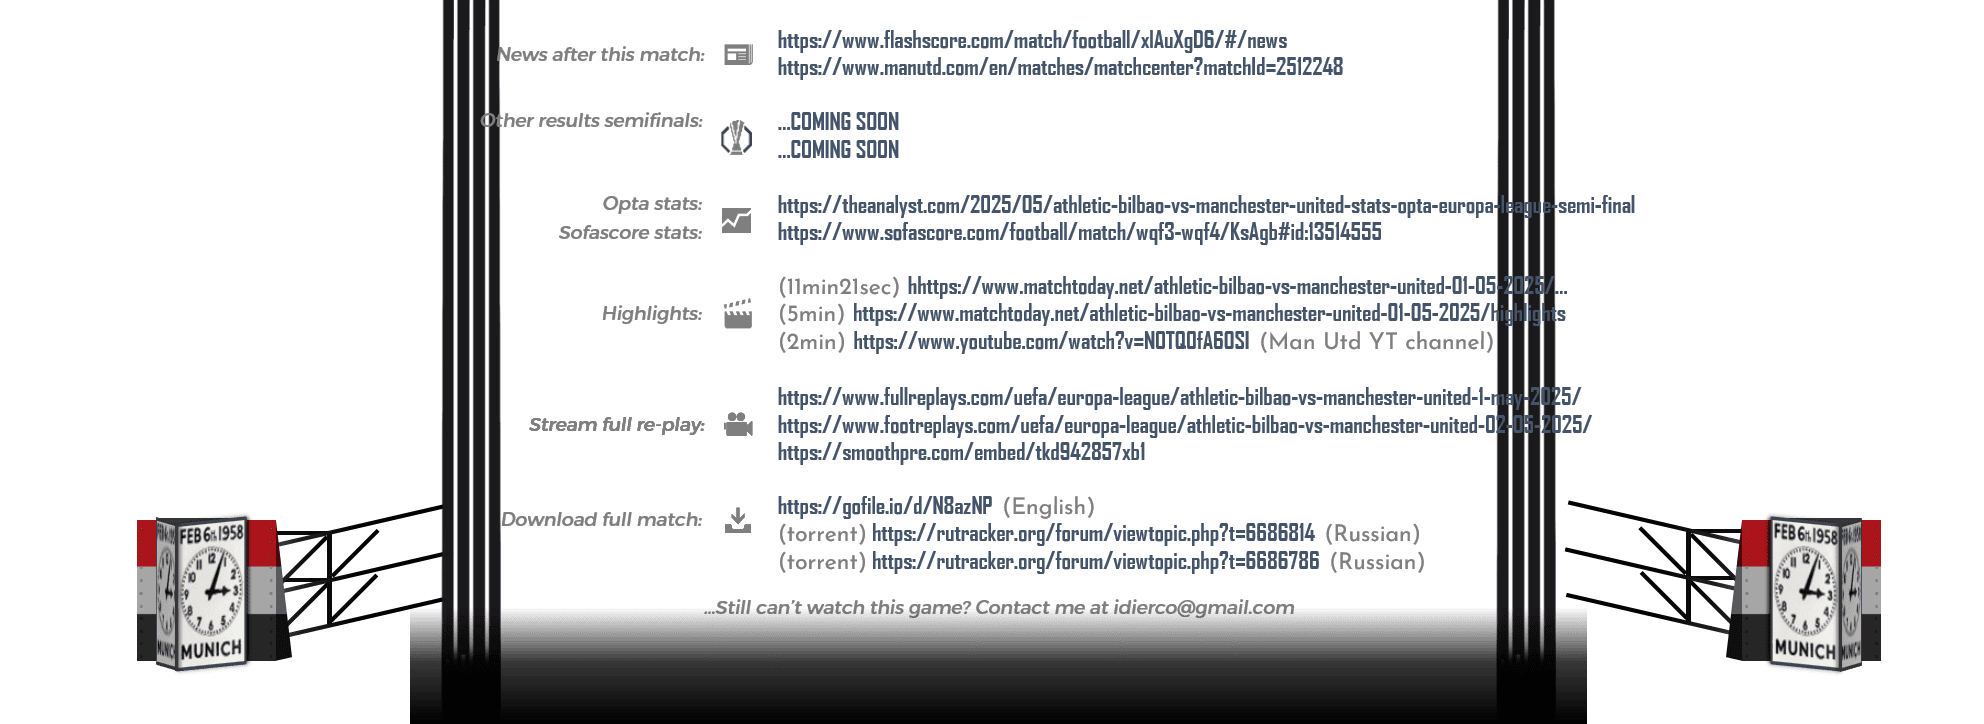 News after this match:
https://www.flashscore.com/match/football/xIAuXgD6/#/news
https://www.manutd.com/en/matches/matchcenter?matchId=2512248
Other results semifinals:
...COMING SOON
...COMING SOON
Opta stats:
https://theanalyst.com/2025/05/athletic-bilbao-vs-manchester-united-stats-opta-europa-league-semi-final
Sofascore stats:
https://www.sofascore.com/football/match/wqf3-wqf4/KsAgb#id:13514555
Highlights:
(11min21sec) hhttps://www.matchtoday.net/athletic-bilbao-vs-manchester-united-01-05-2025/...
(5min) https://www.matchtoday.net/athletic-bilbao-vs-manchester-united-01-05-2025/highlights
(2min) https://www.youtube.com/watch?v=NOTQ0fA60SI (Man Utd YT channel)
Stream full re-play:
https://www.fullreplays.com/uefa/europa-league/athletic-bilbao-vs-manchester-united-1-may-2025/
https://www.footreplays.com/uefa/europa-league/athletic-bilbao-vs-manchester-united-02-05-2025/
https://smoothpre.com/embed/tkd942857xb1
Download full match:
https://gofile.io/d/N8azNP (English)
(torrent) https://rutracker.org/forum/viewtopic.php?t=6686814 (Russian)
(torrent) https://rutracker.org/forum/viewtopic.php?t=6686786 (Russian)
...Still can't watch this game? Contact me at idierco@gmail.com
FEB 6th 1958
MUNICH
FEB 6th 1958
MUNICH